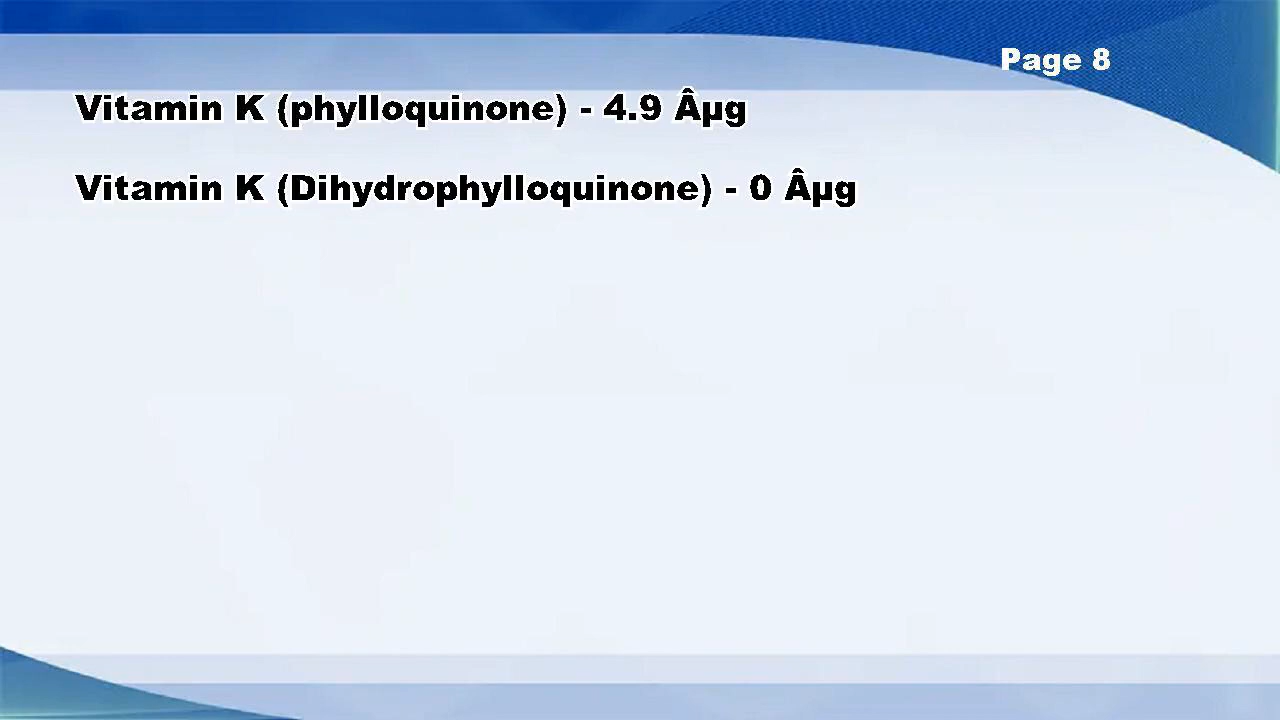 Page 8
Vitamin K (phylloquinone) - 4.9 Âµg
Vitamin K (Dihydrophylloquinone) - 0 Âµg